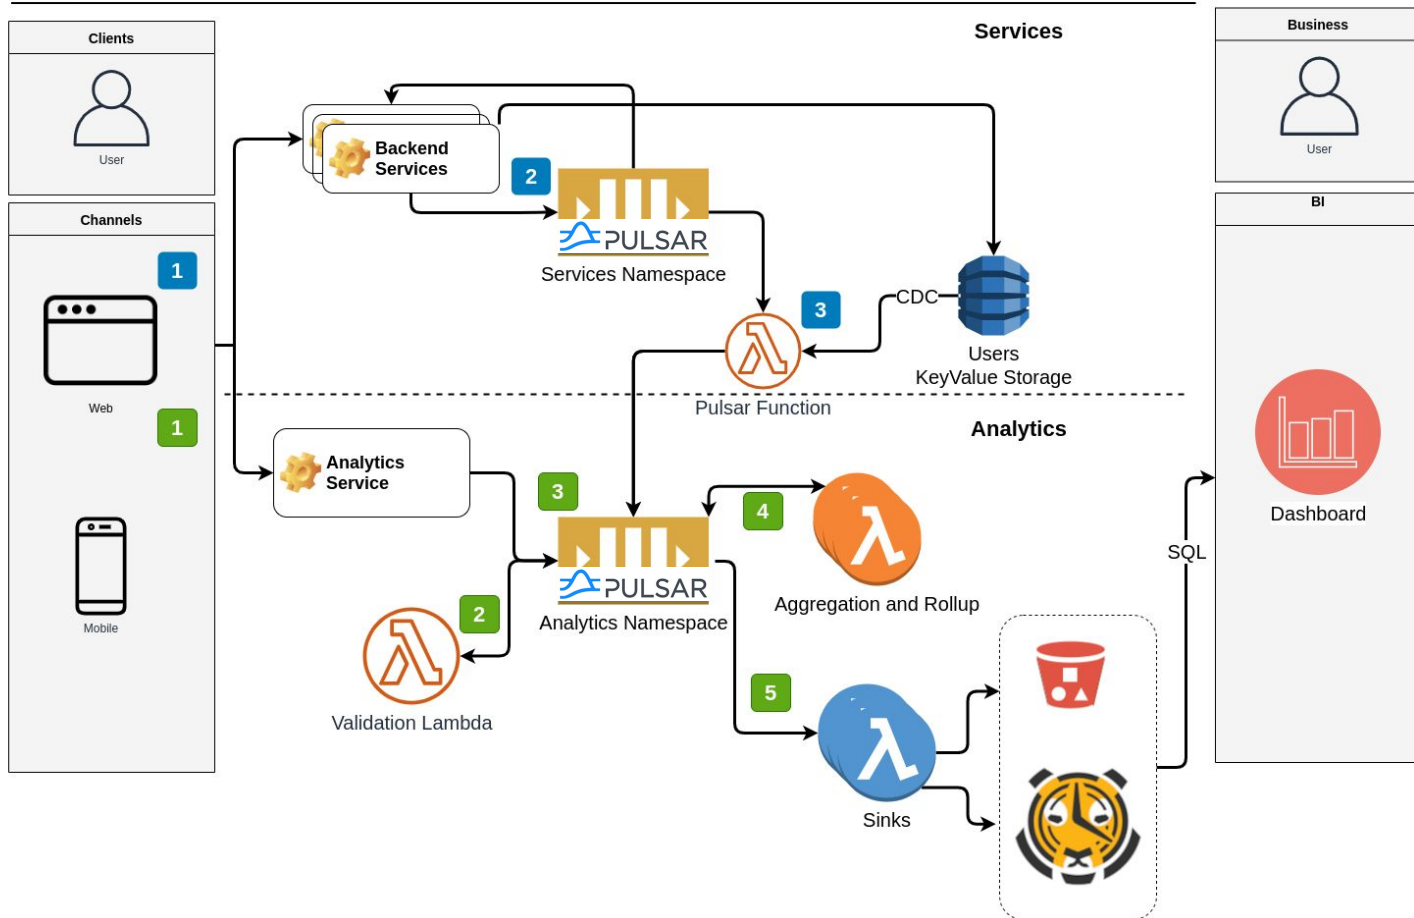 Clients
User
Channels
1
Web
1
Mobile
Services
Backend
Services
2
PULSAR
Services Namespace
3
CDC
Users
KeyValue Storage
Pulsar Function
Analytics
Analytics
Service
3
4
PULSAR
Analytics Namespace
Aggregation and Rollup
2
Validation Lambda
5
Sinks
SQL
Business
User
BI
Dashboard